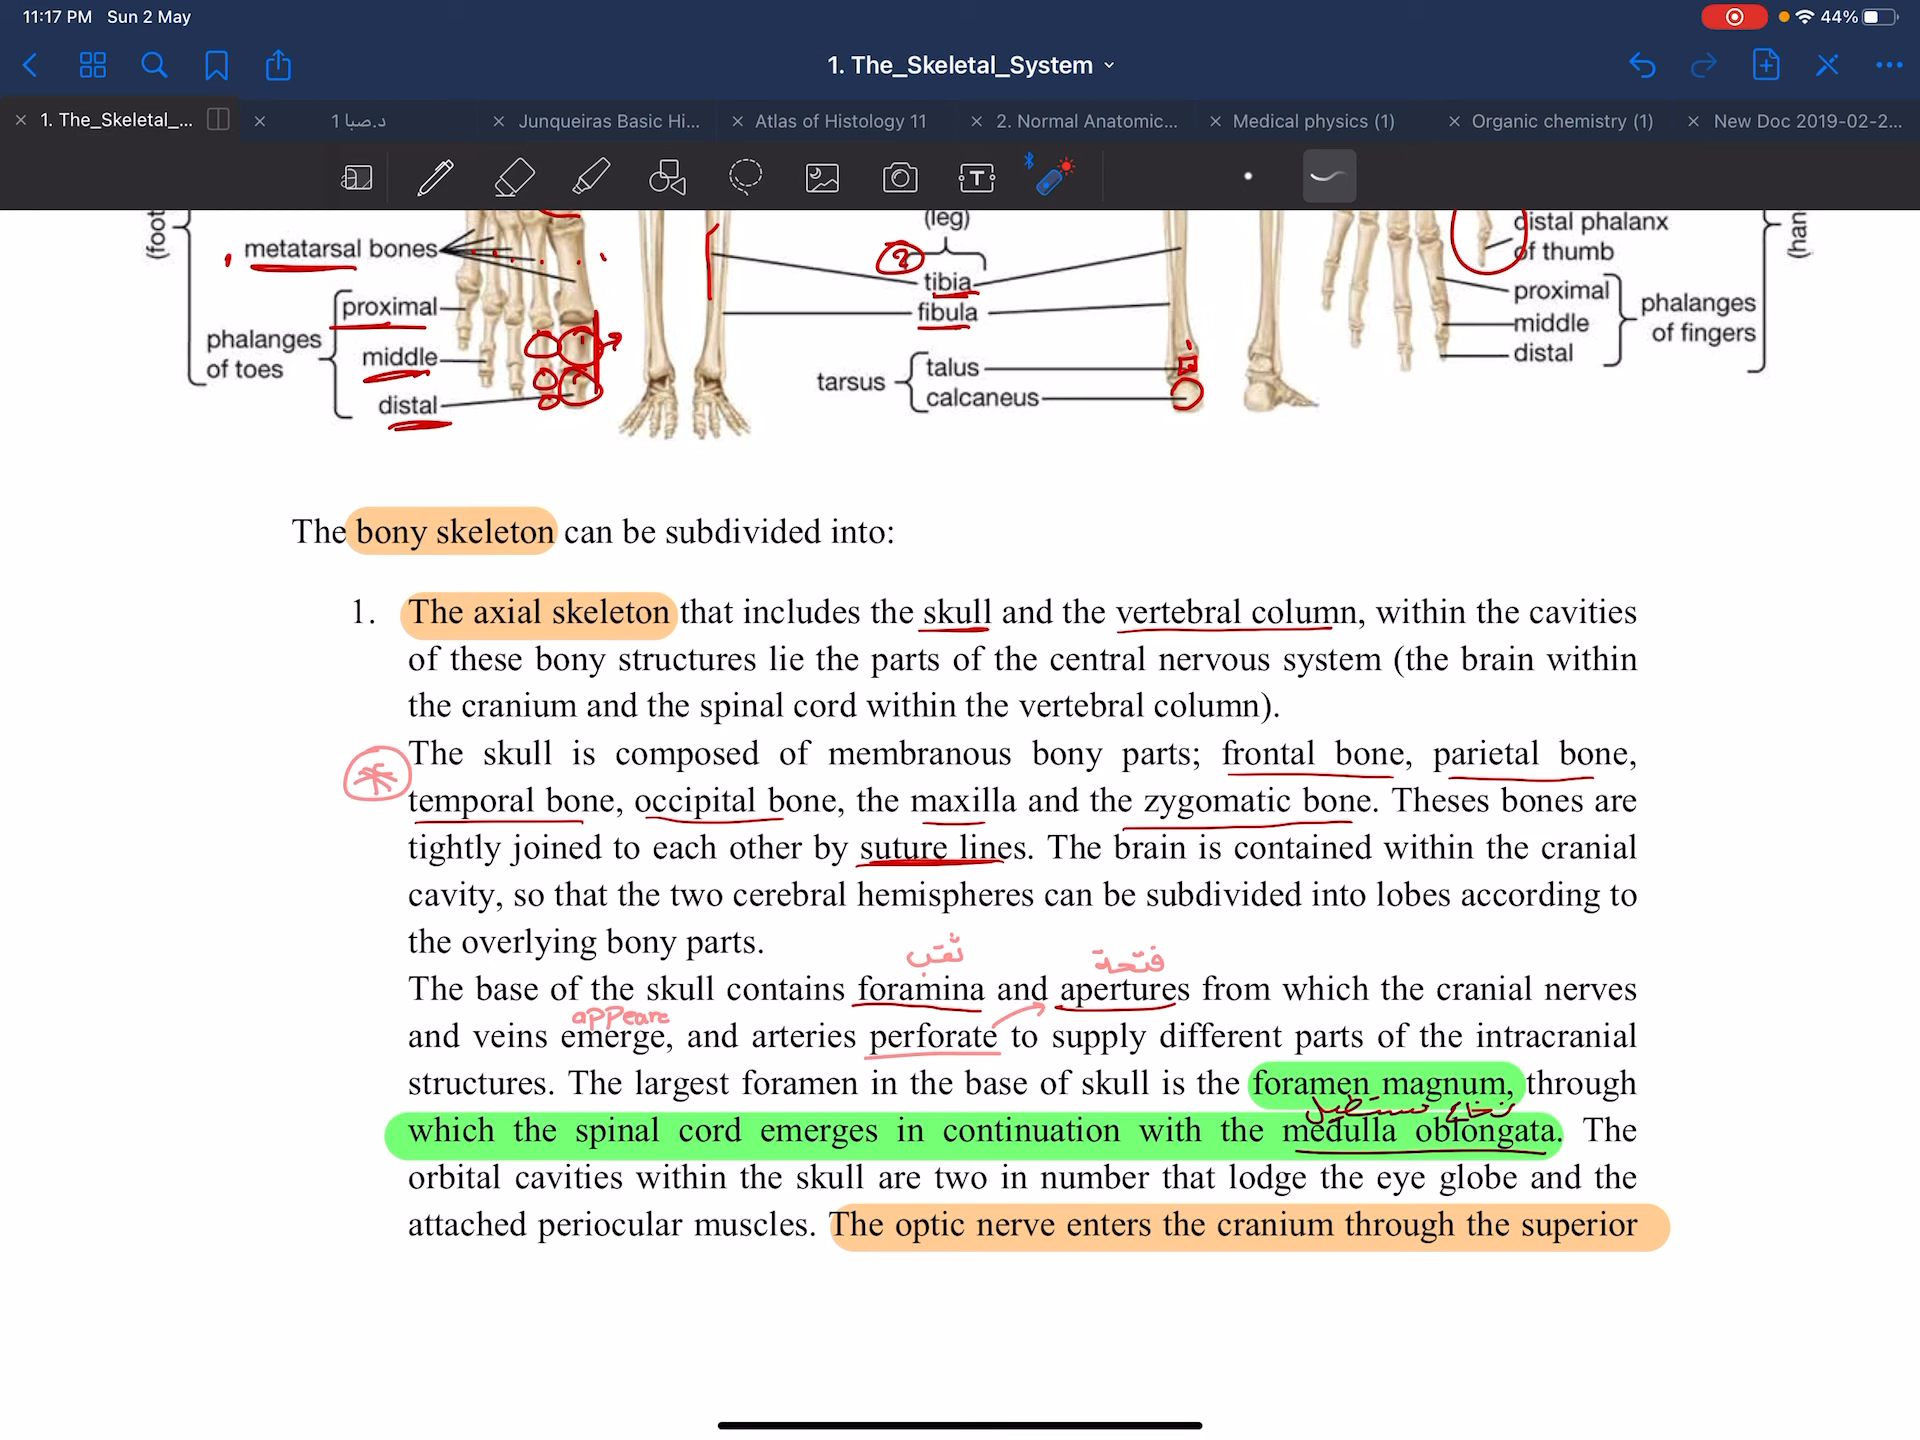 11:17 PM Sun 2 May
44%
1. The_Skeletal_System
1. The_Skeletal_...
د.صبا 1
Junqueiras Basic Hi...
Atlas of Histology 11
2. Normal Anatomic...
Medical physics (1)
Organic chemistry (1)
New Doc 2019-02-2...
(foot
metatarsal bones
proximal
phalanges
of toes
middle
distal
(leg)
2
tibia
fibula
tarsus
talus
calcaneus
distal phalanx
of thumb
proximal
middle
distal
phalanges
of fingers
(han
The bony skeleton can be subdivided into:
1. The axial skeleton that includes the skull and the vertebral column, within the cavities
of these bony structures lie the parts of the central nervous system (the brain within
the cranium and the spinal cord within the vertebral column).
The skull is composed of membranous bony parts; frontal bone, parietal bone,
temporal bone, occipital bone, the maxilla and the zygomatic bone. Theses bones are
tightly joined to each other by suture lines. The brain is contained within the cranial
cavity, so that the two cerebral hemispheres can be subdivided into lobes according to
the overlying bony parts.
ثقب
فتحة
The base of the skull contains foramina and apertures from which the cranial nerves
appeare
and veins emerge, and arteries perforate to supply different parts of the intracranial
structures. The largest foramen in the base of skull is the foramen magnum, through
نخاع مستطيل
which the spinal cord emerges in continuation with the medulla oblongata. The
orbital cavities within the skull are two in number that lodge the eye globe and the
attached periocular muscles. The optic nerve enters the cranium through the superior